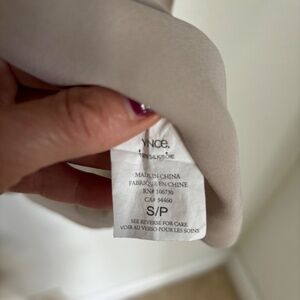 VINCE.
MADE IN CHINA
FABRIQUÉ EN CHINE
RN# 106736
CA# 54460
S/P
SEE REVERSE FOR CARE
VOIR AU VERSO POUR LES SOINS